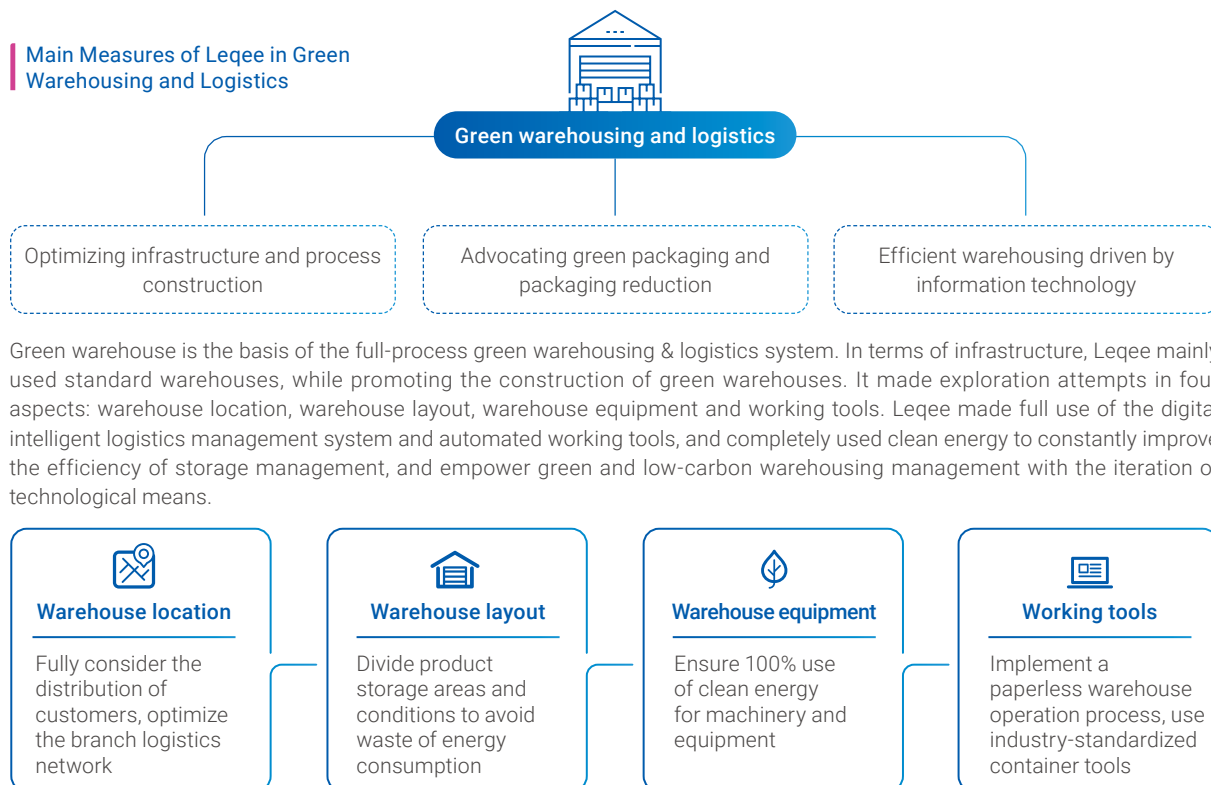 Main Measures of Leqee in Green
Warehousing and Logistics
Green warehousing and logistics
Optimizing infrastructure and process
construction
Advocating green packaging and
packaging reduction
Efficient warehousing driven by
information technology
Green warehouse is the basis of the full-process green warehousing & logistics system. In terms of infrastructure, Leqee mainly
used standard warehouses, while promoting the construction of green warehouses. It made exploration attempts in fou
aspects: warehouse location, warehouse layout, warehouse equipment and working tools. Leqee made full use of the digita
intelligent logistics management system and automated working tools, and completely used clean energy to constantly improve
the efficiency of storage management, and empower green and low-carbon warehousing management with the iteration o
technological means.
Warehouse location
Fully consider the
distribution of
customers, optimize
the branch logistics
network
Warehouse layout
Divide product
storage areas and
conditions to avoid
waste of energy
consumption
Warehouse equipment
Ensure 100% use
of clean energy
for machinery and
equipment
Working tools
Implement a
paperless warehouse
operation process, use
industry-standardized
container tools